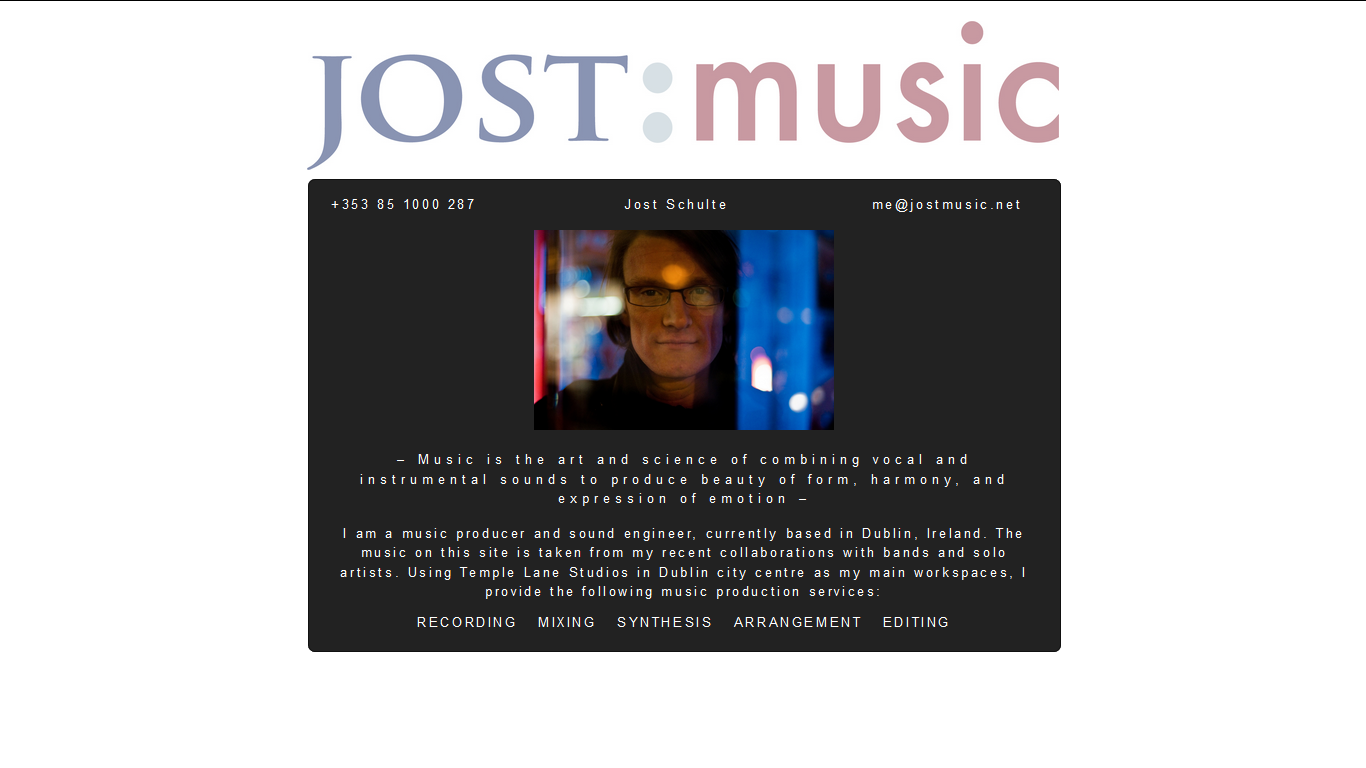 JOST:music
+353 85 1000 287 Jost Schulte me@jostmusic.net
– Music is the art and science of combining vocal and
instrumental sounds to produce beauty of form, harmony, and
expression of emotion –
I am a music producer and sound engineer, currently based in Dublin, Ireland. The
music on this site is taken from my recent collaborations with bands and solo
artists. Using Temple Lane Studios in Dublin city centre as my main workspaces, I
provide the following music production services:
RECORDING MIXING SYNTHESIS ARRANGEMENT EDITING